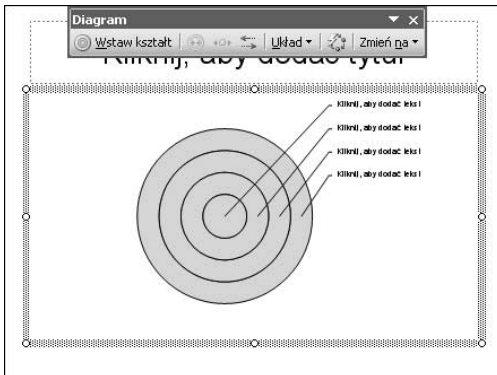 Diagram
Wstaw kształt Układ Zmień na
Kliknij, aby dodać tytuł
Kliknij, aby dodać tekst
Kliknij, aby dodać tekst
Kliknij, aby dodać tekst
Kliknij, aby dodać tekst